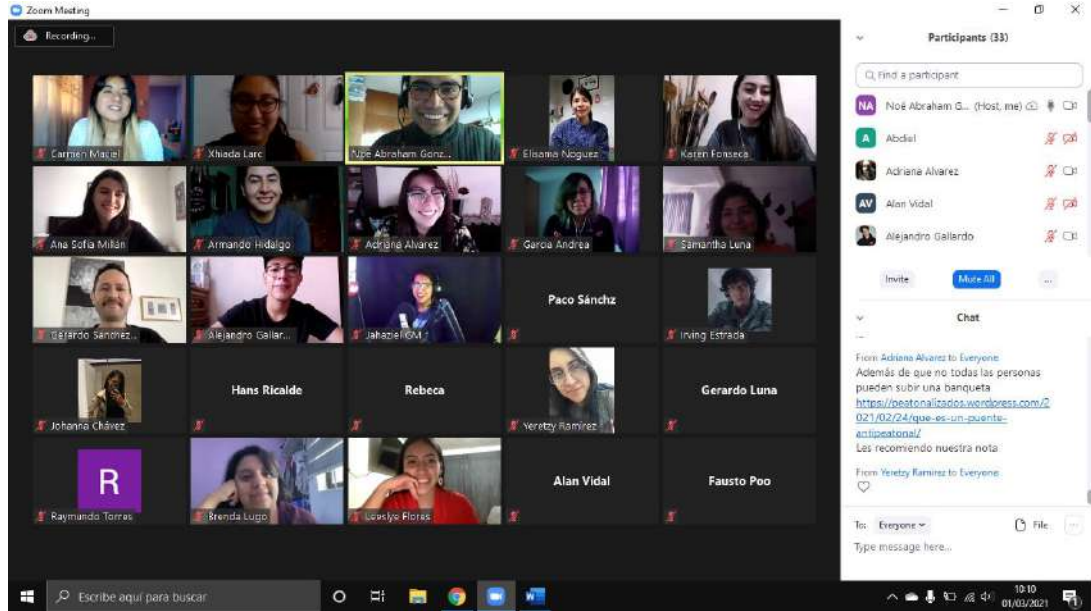 Zoom Meeting
Recording...
Participants (33)
Find a participant
NA Noé Abraham G... (Host, me)
A Abdiel
Adriana Alvarez
AV Alan Vidal
Alejandro Gallardo
Invite Mute All ...
Chat
From Adriana Alvarez to Everyone
Además de que no todas las personas
pueden subir una banqueta
https://peatonalizados.wordpress.com/2
021/02/24/que-es-un-puente-
antipeatonal/
Les recomiendo nuestra nota
From Yeretzy Ramirez to Everyone
To: Everyone File ...
Type message here...
Carmen Maciel Xhiada Larc Noe Abraham Gonz... Elisama Noguez Karen Fonseca
Ana Sofia Millán Armando Hidalgo Adriana Alvarez Garcia Andrea Samantha Luna
Gerardo Sánchez... Alejandro Gallar... Jahaziel GM Paco Sánchz Irving Estrada
Johanna Chávez Hans Ricalde Rebeca Yeretzy Ramirez Gerardo Luna
R
Raymundo Torres Brenda Lugo Leeslye Flores Alan Vidal Fausto Poo
Escribe aquí para buscar
10:10
01/03/2021